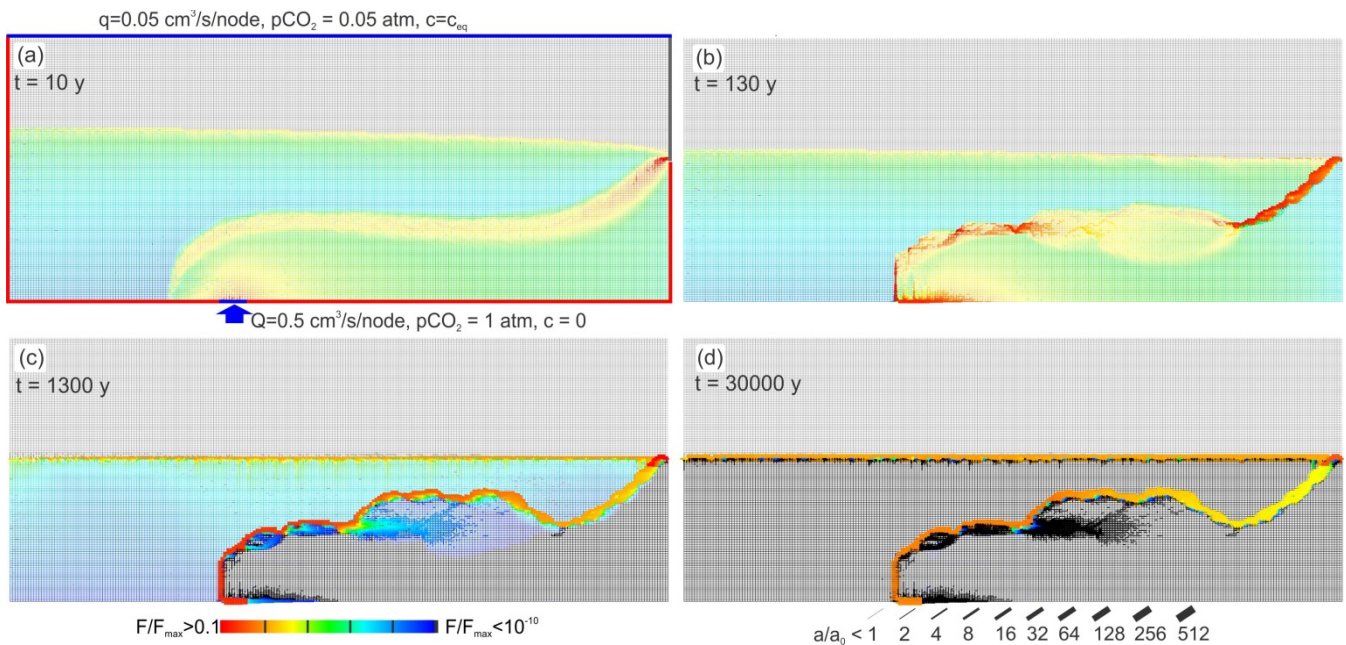 q=0.05 cm³/s/node, pCO₂ = 0.05 atm, c=c_eq
(a)
t = 10 y
(b)
t = 130 y
Q=0.5 cm³/s/node, pCO₂ = 1 atm, c = 0
(c)
t = 1300 y
(d)
t = 30000 y
F/F_max>0.1
F/F_max<10⁻¹⁰
a/a₀ < 1 2 4 8 16 32 64 128 256 512